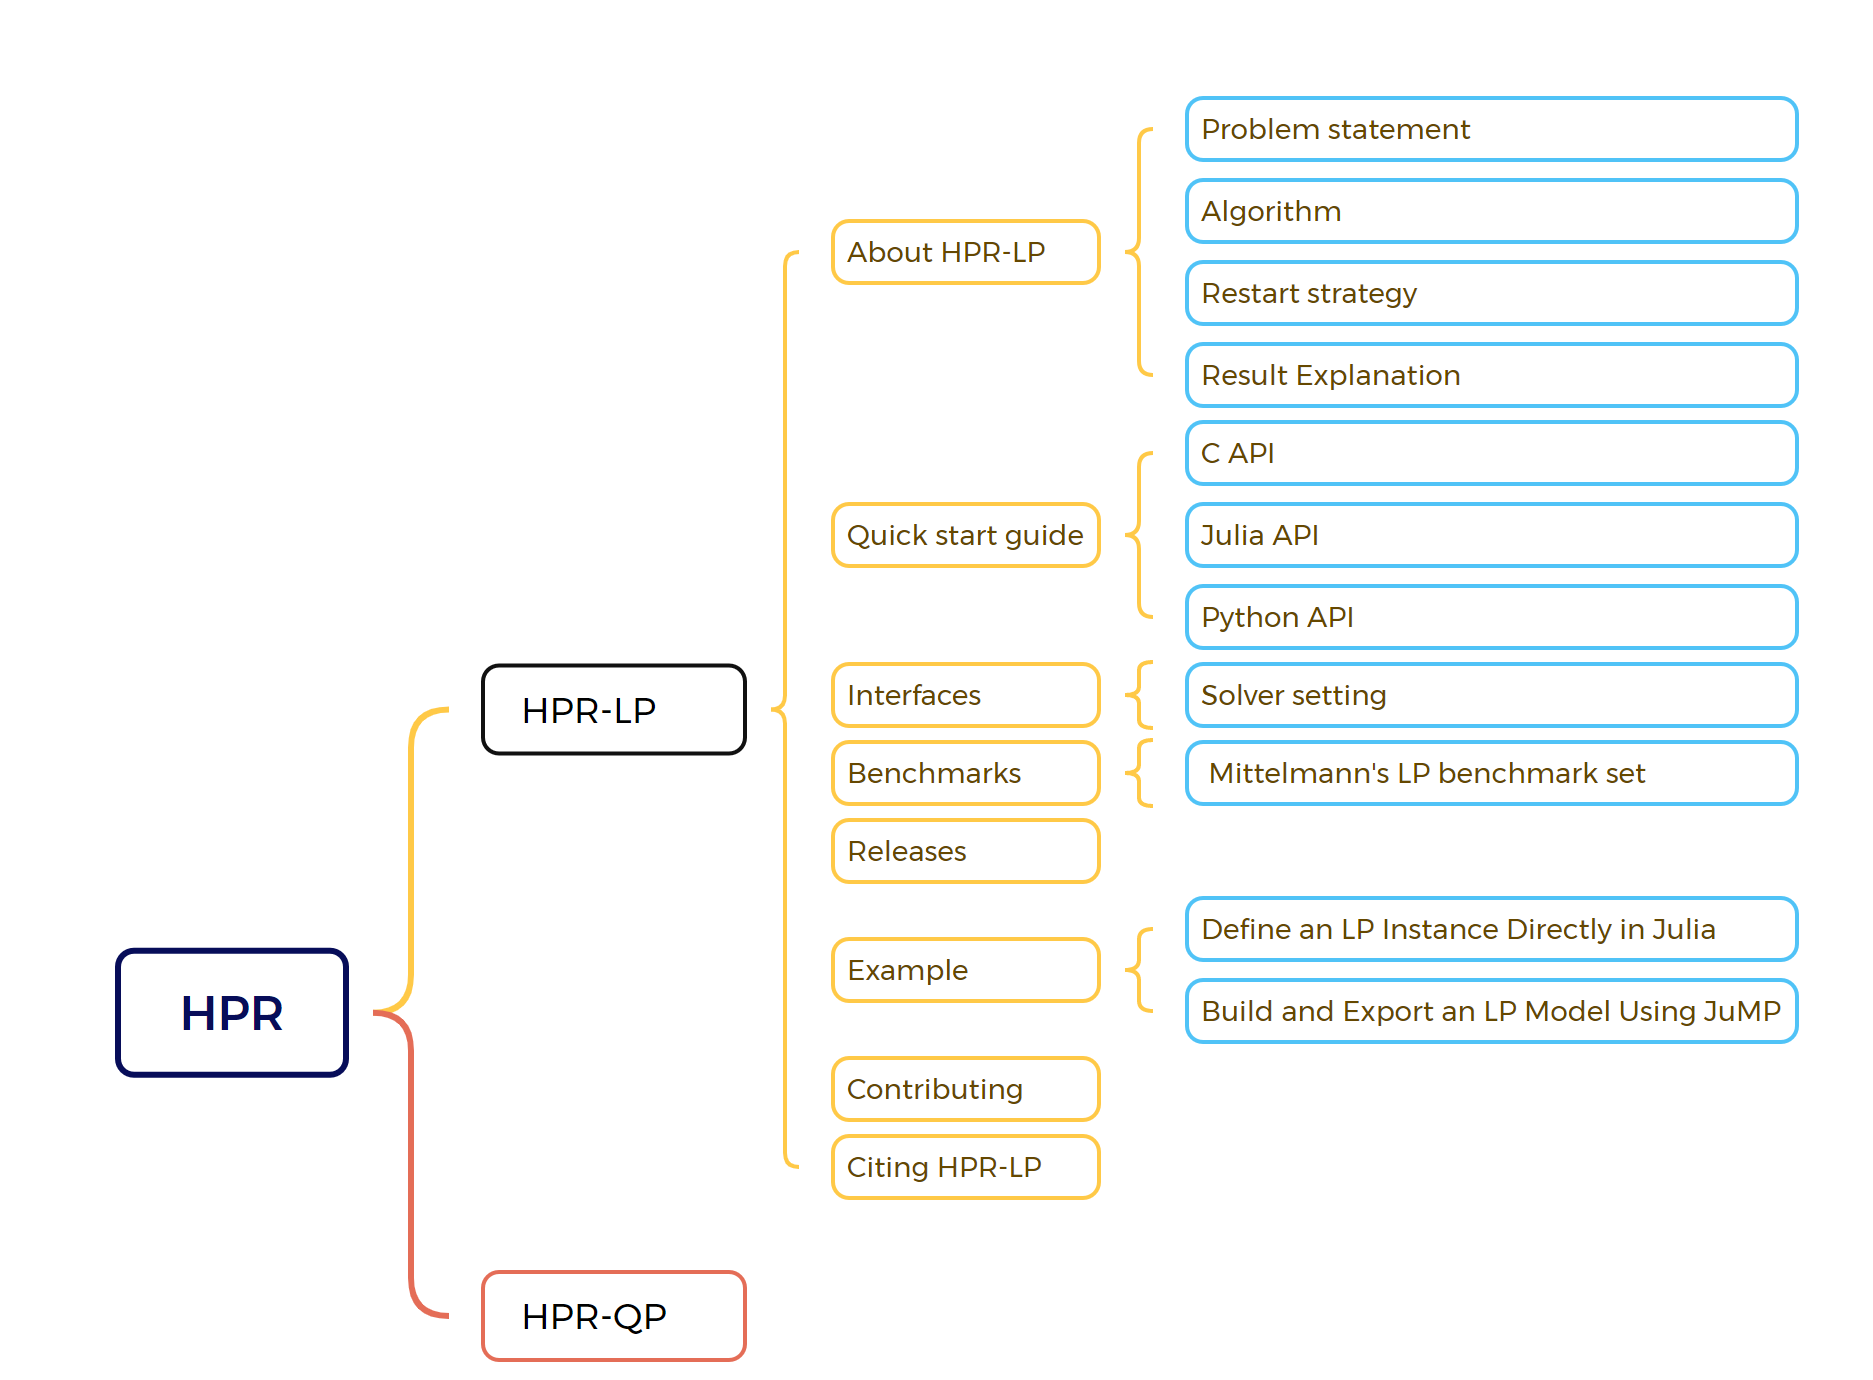 HPR
HPR-LP
About HPR-LP
Problem statement
Algorithm
Restart strategy
Result Explanation
Quick start guide
C API
Julia API
Python API
Interfaces
Solver setting
Benchmarks
Mittelmann's LP benchmark set
Releases
Example
Define an LP Instance Directly in Julia
Build and Export an LP Model Using JuMP
Contributing
Citing HPR-LP
HPR-QP